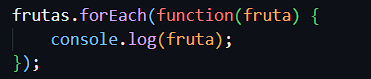 frutas.forEach(function(fruta) {
    console.log(fruta);
});